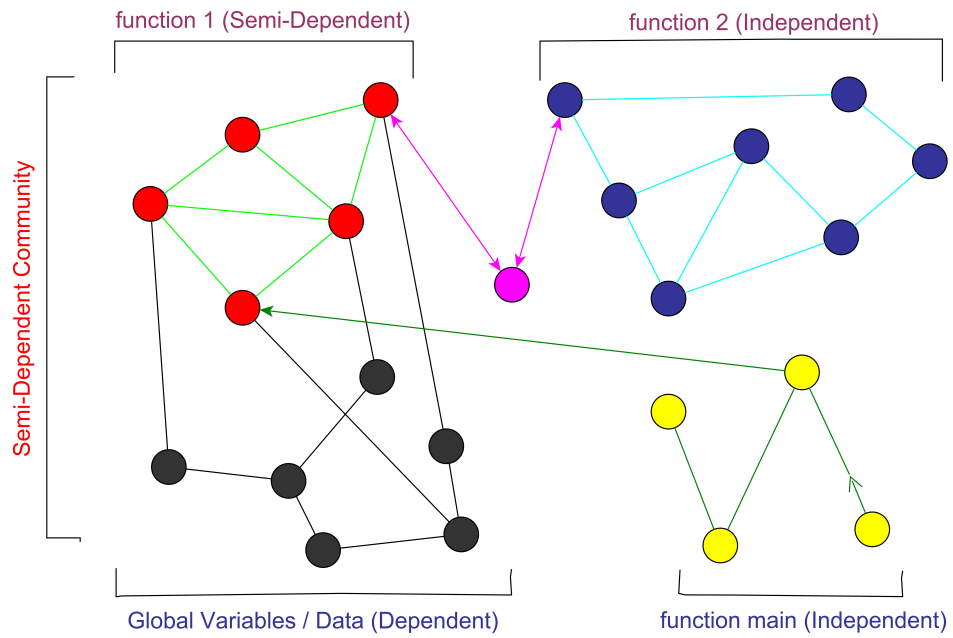 function 1 (Semi-Dependent)
function 2 (Independent)
Semi-Dependent Community
Global Variables / Data (Dependent)
function main (Independent)